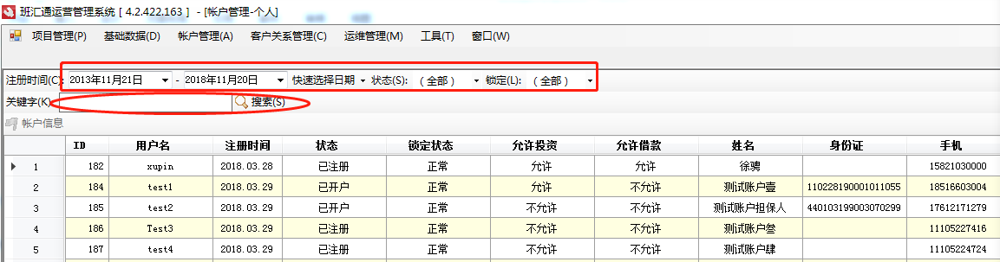 班汇通运营管理系统 [ 4.2.422.163 ] - [帐户管理-个人]
项目管理(P) 基础数据(D) 帐户管理(A) 客户关系管理(C) 运维管理(M) 工具(T) 窗口(W)
注册时间(C): 2013年11月21日 - 2018年11月20日 快速选择日期 状态(S): （全部） 锁定(L): （全部）
关键字(K) 搜索(S)
帐户信息
ID 用户名 注册时间 状态 锁定状态 允许投资 允许借款 姓名 身份证 手机
1 182 xupin 2018.03.28 已注册 正常 允许 允许 徐骋 15821030000
2 184 test1 2018.03.29 已开户 正常 允许 不允许 测试账户壹 110228190001011055 18516603004
3 185 test2 2018.03.29 已开户 正常 不允许 不允许 测试账户担保人 440103199003070299 17612171279
4 186 Test3 2018.03.29 已注册 正常 不允许 不允许 测试账户叁 11105227416
5 187 test4 2018.03.29 已注册 正常 不允许 不允许 测试账户肆 11105224724